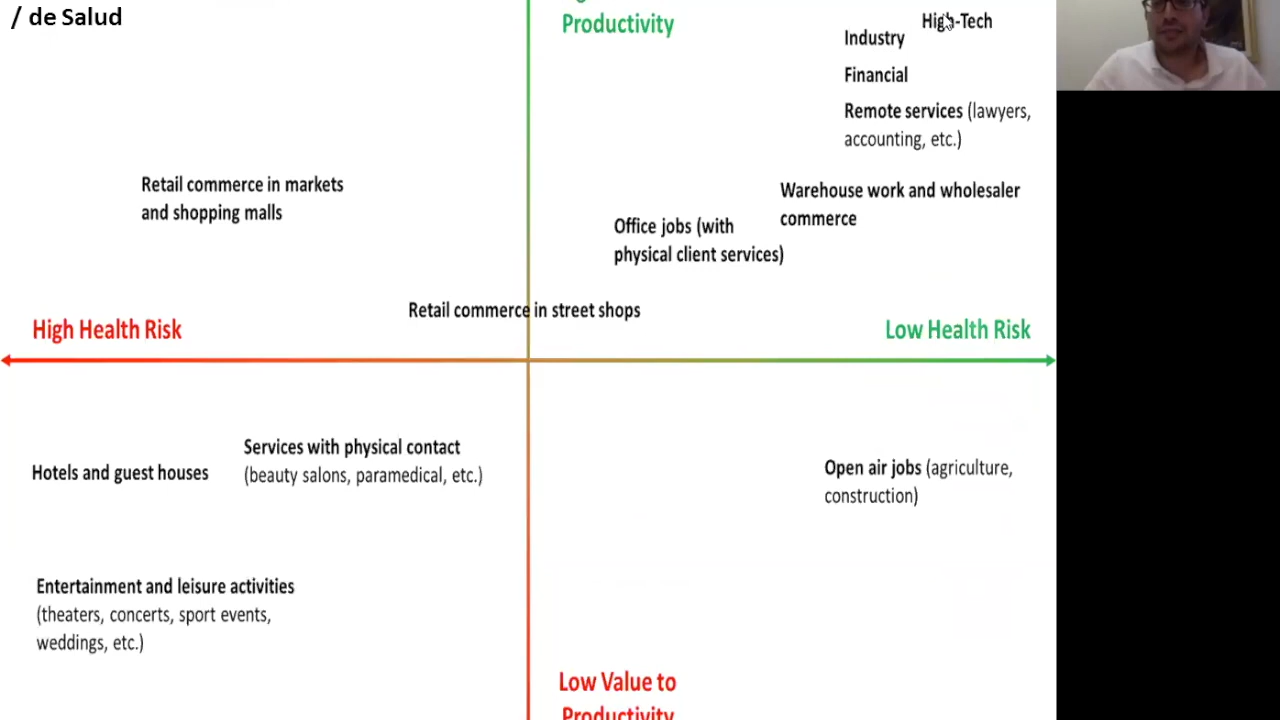 / de Salud
Productivity
High-Tech
Industry
Financial
Remote services (lawyers,
accounting, etc.)
Retail commerce in markets
and shopping malls
Warehouse work and wholesaler
commerce
Office jobs (with
physical client services)
Retail commerce in street shops
High Health Risk
Low Health Risk
Services with physical contact
(beauty salons, paramedical, etc.)
Hotels and guest houses
Open air jobs (agriculture,
construction)
Entertainment and leisure activities
(theaters, concerts, sport events,
weddings, etc.)
Low Value to
Productivity